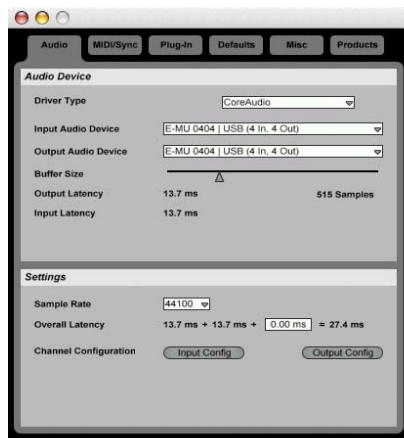 Audio MIDI/Sync Plug-In Defaults Misc Products
Audio Device
Driver Type CoreAudio
Input Audio Device E-MU 0404 | USB (4 In, 4 Out)
Output Audio Device E-MU 0404 | USB (4 In, 4 Out)
Buffer Size
Output Latency 13.7 ms 515 Samples
Input Latency 13.7 ms
Settings
Sample Rate 44100
Overall Latency 13.7 ms + 13.7 ms + 0.00 ms = 27.4 ms
Channel Configuration Input Config Output Config